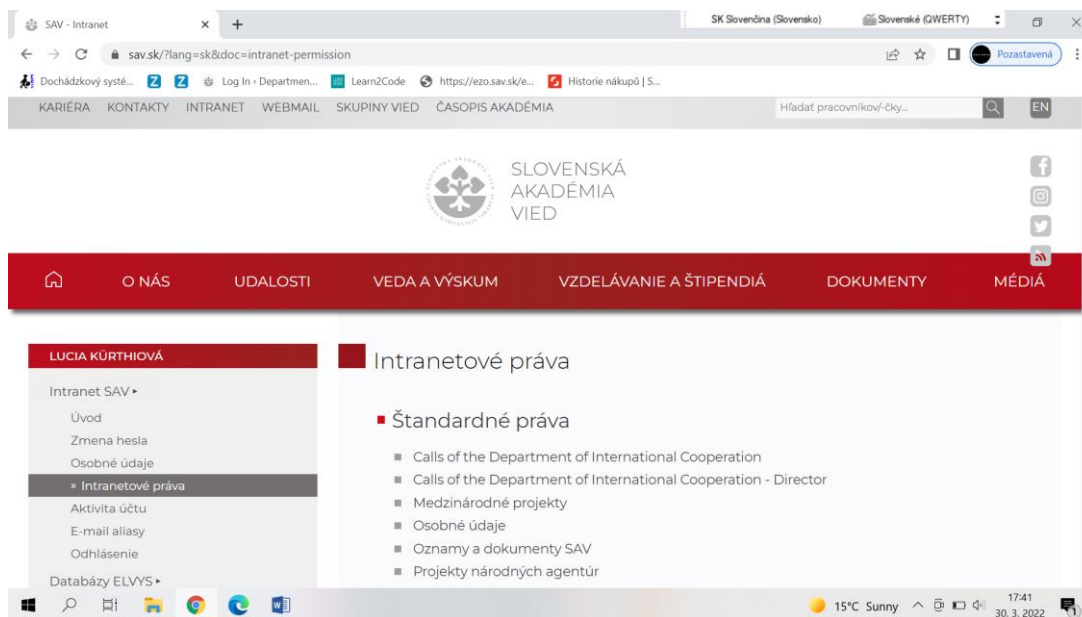 SAV - Intranet
SK Slovenčina (Slovensko) Slovenské (QWERTY)
sav.sk/?lang=sk&doc=intranet-permission
Pozastavená
Dochádzkový systé... Log In ‹ Departmen... Learn2Code https://ezo.sav.sk/e... Historie nákupů | S...
KARIÉRA KONTAKTY INTRANET WEBMAIL SKUPINY VIED ČASOPIS AKADÉMIA Hľadať pracovníkov/-čky... EN
SLOVENSKÁ
AKADÉMIA
VIED
O NÁS UDALOSTI VEDA A VÝSKUM VZDELÁVANIE A ŠTIPENDIÁ DOKUMENTY MÉDIÁ
LUCIA KÜRTHIOVÁ
Intranet SAV
Úvod
Zmena hesla
Osobné údaje
» Intranetové práva
Aktivita účtu
E-mail aliasy
Odhlásenie
Databázy ELVYS
Intranetové práva
Štandardné práva
Calls of the Department of International Cooperation
Calls of the Department of International Cooperation - Director
Medzinárodné projekty
Osobné údaje
Oznamy a dokumenty SAV
Projekty národných agentúr
15°C Sunny
17:41
30. 3. 2022